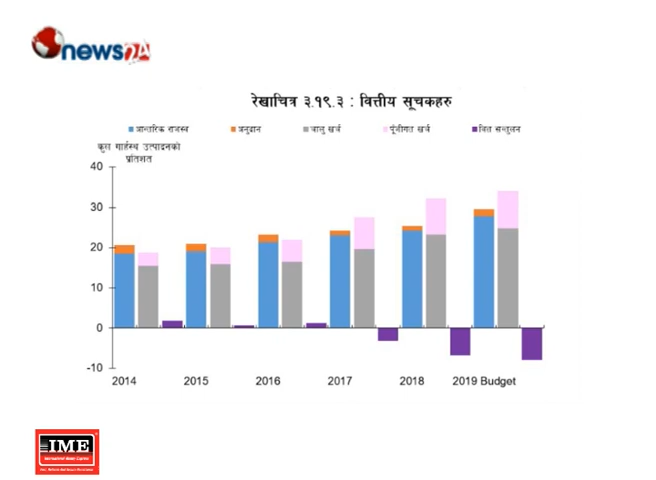 news24
रेखाचित्र ३.१९.३ : वित्तीय सूचकहरु
आन्तरिक राजस्व अनुदान चालु खर्च पूँजीगत खर्च वित्त सन्तुलन
कुल गार्हस्थ उत्पादनको
प्रतिशत
40
30
20
10
0
-10
2014 2015 2016 2017 2018 2019 Budget
IME